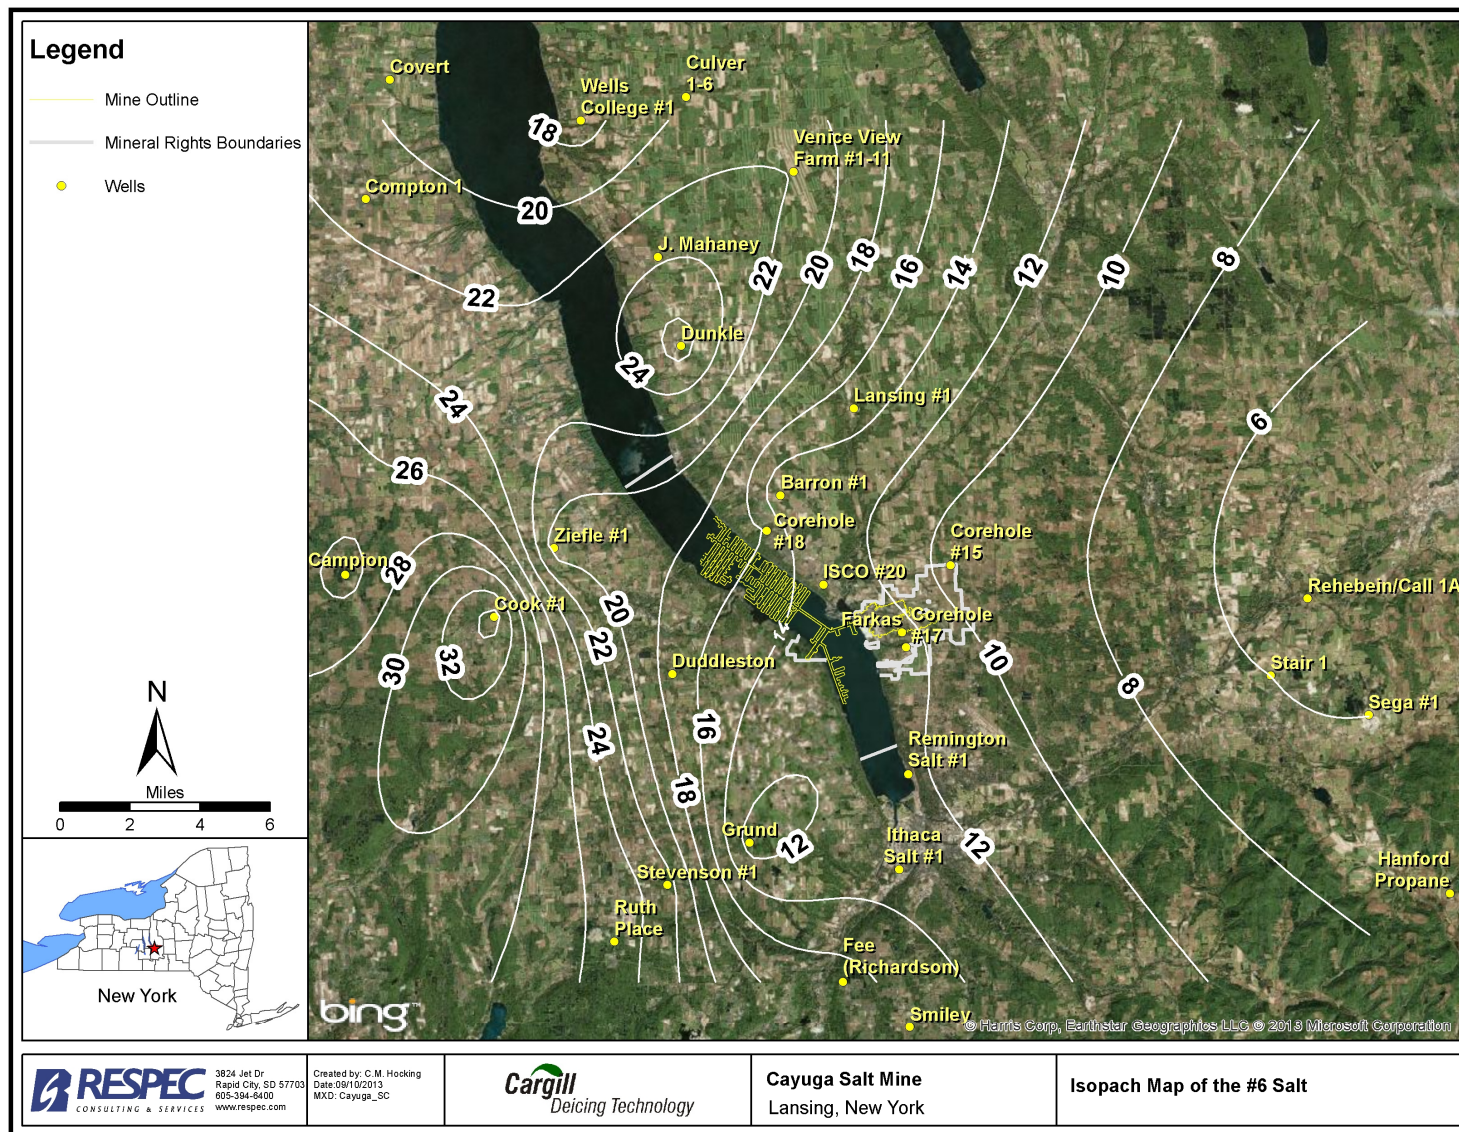 Legend
Mine Outline
Mineral Rights Boundaries
Wells
N
Miles
0 2 4 6
New York
Covert
Wells
College #1
Culver
1-6
18
Venice View
Farm #1-11
Compton 1
20
J. Mahaney
22
22
20
18
16
14
12
10
8
Dunkle
24
24
Lansing #1
6
26
Barron #1
Corehole
#18
Corehole
#15
Ziefle #1
Campion
28
ISCO #20
Rehebein/Call 1A
Cook #1
20
Farkas
Corehole
#17
22
30
32
Duddleston
10
8
Stair 1
Sega #1
16
24
Remington
Salt #1
18
Grund
12
Ithaca
Salt #1
12
Hanford
Propane
Stevenson #1
Ruth
Place
Fee
(Richardson)
Smiley
bing™
© Harris Corp, Earthstar Geographics LLC © 2013 Microsoft Corporation
RESPEC
CONSULTING & SERVICES
3824 Jet Dr
Rapid City, SD 57703
605-394-6400
www.respec.com
Created by: C.M. Hocking
Date:09/10/2013
MXD: Cayuga_SC
Cargill
Deicing Technology
Cayuga Salt Mine
Lansing, New York
Isopach Map of the #6 Salt